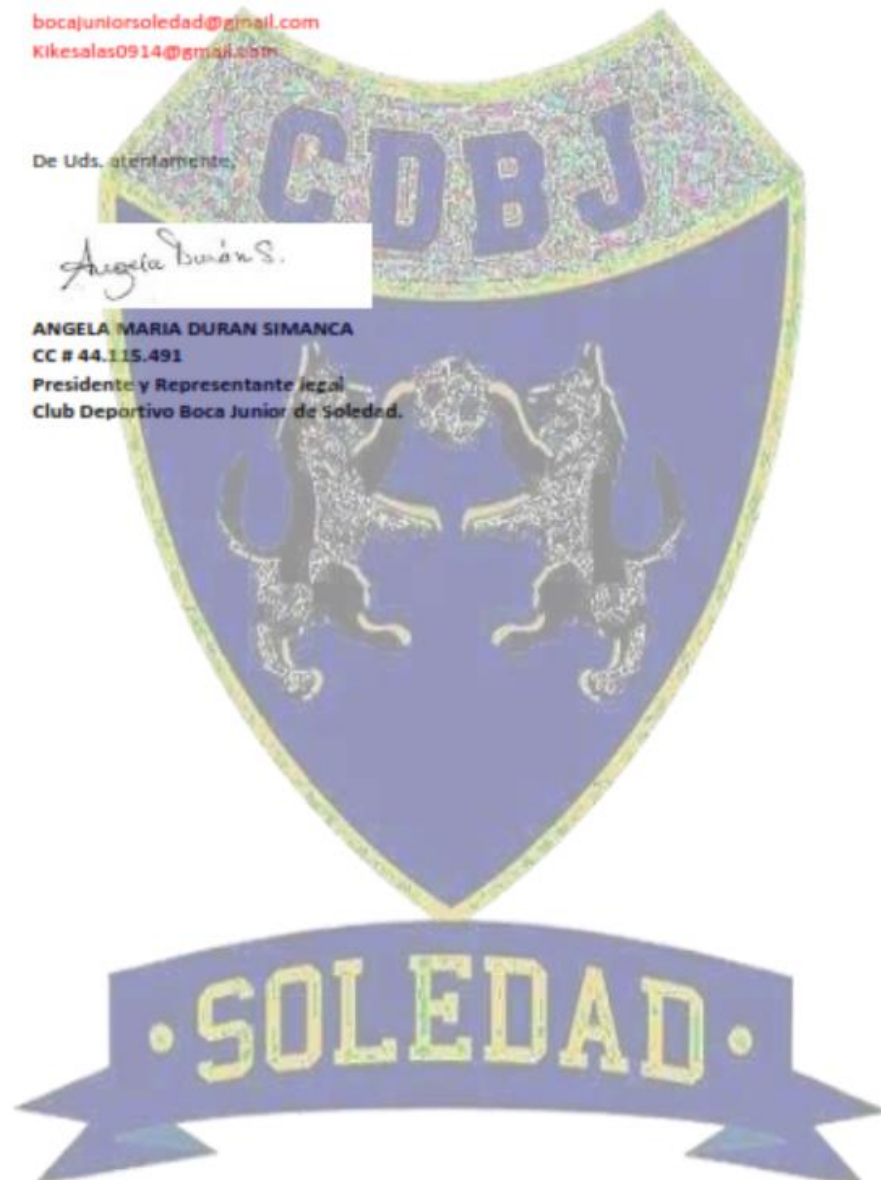 bocajuniorsoledad@gmail.com
Kikesalas0914@gmail.com
De Uds. atentamente,
CDBJ
Angela Durán S.
ANGELA MARIA DURAN SIMANCA
CC # 44.115.491
Presidente y Representante legal
Club Deportivo Boca Junior de Soledad.
• SOLEDAD •